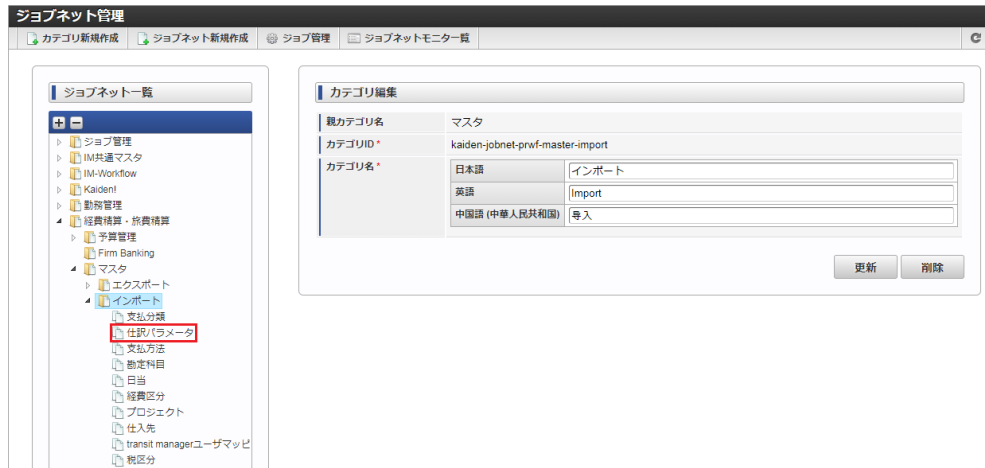 ジョブネット管理
カテゴリ新規作成 ジョブネット新規作成 ジョブ管理 ジョブネットモニタ一覧
ジョブネット一覧
ジョブ管理
IM共通マスタ
IM-Workflow
Kaiden!
勤務管理
経費精算・旅費精算
予算管理
Firm Banking
マスタ
エクスポート
インポート
支払分類
仕訳パラメータ
支払方法
勘定科目
日当
経費区分
プロジェクト
仕入先
transit managerユーザマッピ
税区分
カテゴリ編集
親カテゴリ名 マスタ
カテゴリID * kaiden-jobnet-prwf-master-import
カテゴリ名 * 日本語 インポート
英語 Import
中国語 (中華人民共和国) 导入
更新 削除